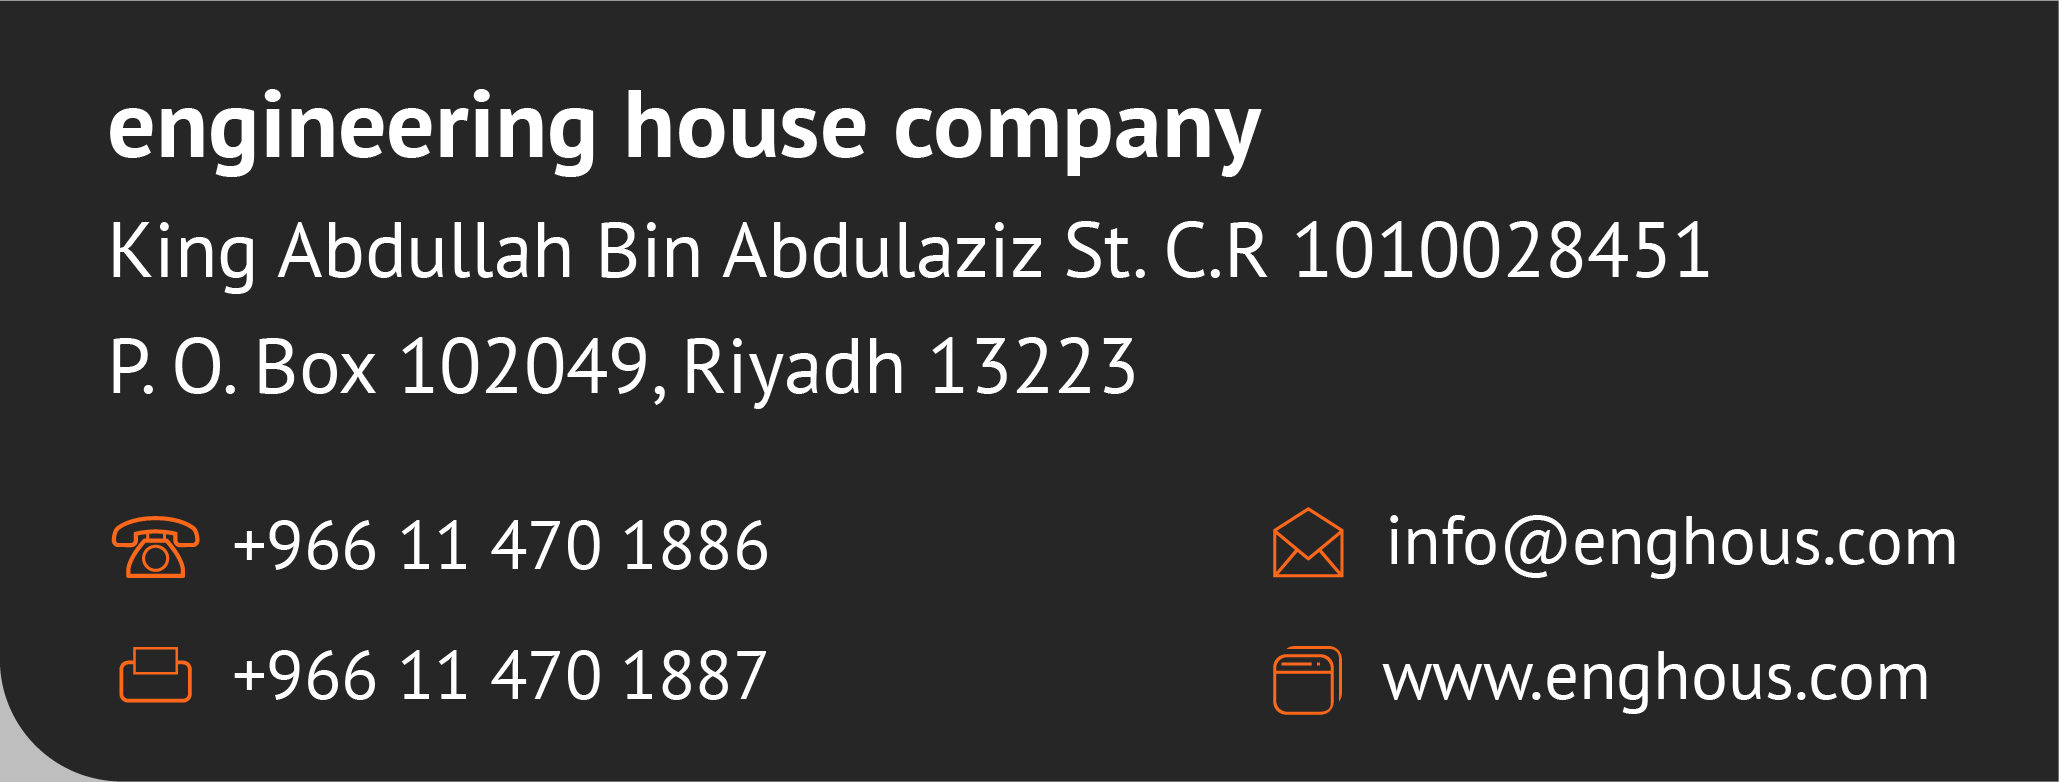 engineering house company
King Abdullah Bin Abdulaziz St. C.R 1010028451
P. O. Box 102049, Riyadh 13223
+966 11 470 1886
info@enghous.com
+966 11 470 1887
www.enghous.com